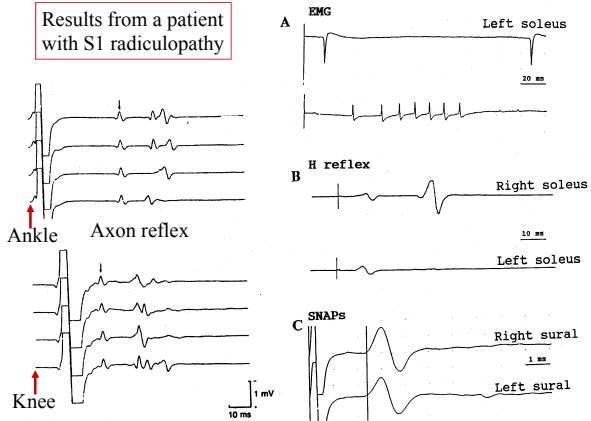 Results from a patient
with S1 radiculopathy
Ankle
Axon reflex
Knee
1 mV
10 ms
A
EMG
Left soleus
20 ms
B
H reflex
Right soleus
10 ms
Left soleus
C
SNAPs
Right sural
1 ms
Left sural